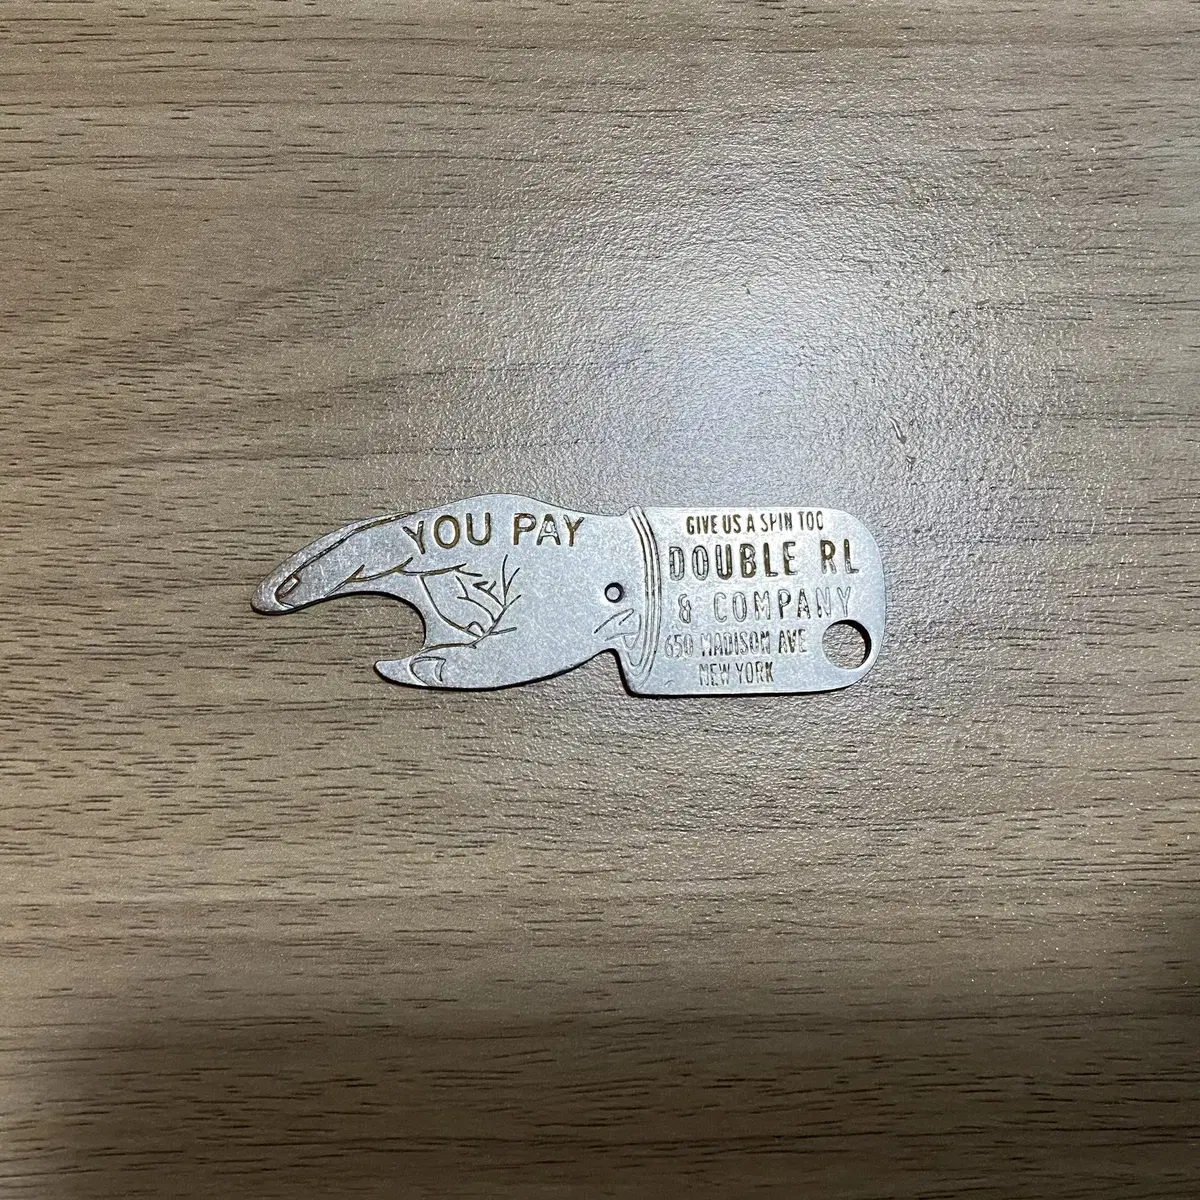 YOU PAY
GIVE US A SPIN TOO
DOUBLE RL
& COMPANY
650 MADISON AVE
NEW YORK